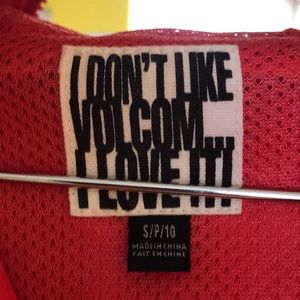 I DON'T LIKE
VOLCOM...
I LOVE IT!
S/P/10
MADE IN CHINA
FAIT EN CHINE